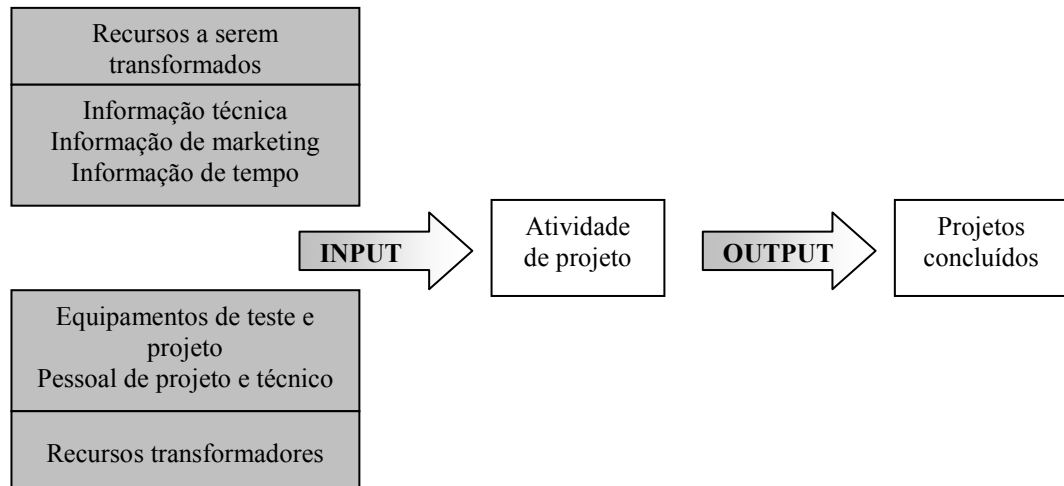 Recursos a serem
transformados
Informação técnica
Informação de marketing
Informação de tempo
INPUT
Atividade
de projeto
OUTPUT
Projetos
concluídos
Equipamentos de teste e
projeto
Pessoal de projeto e técnico
Recursos transformadores